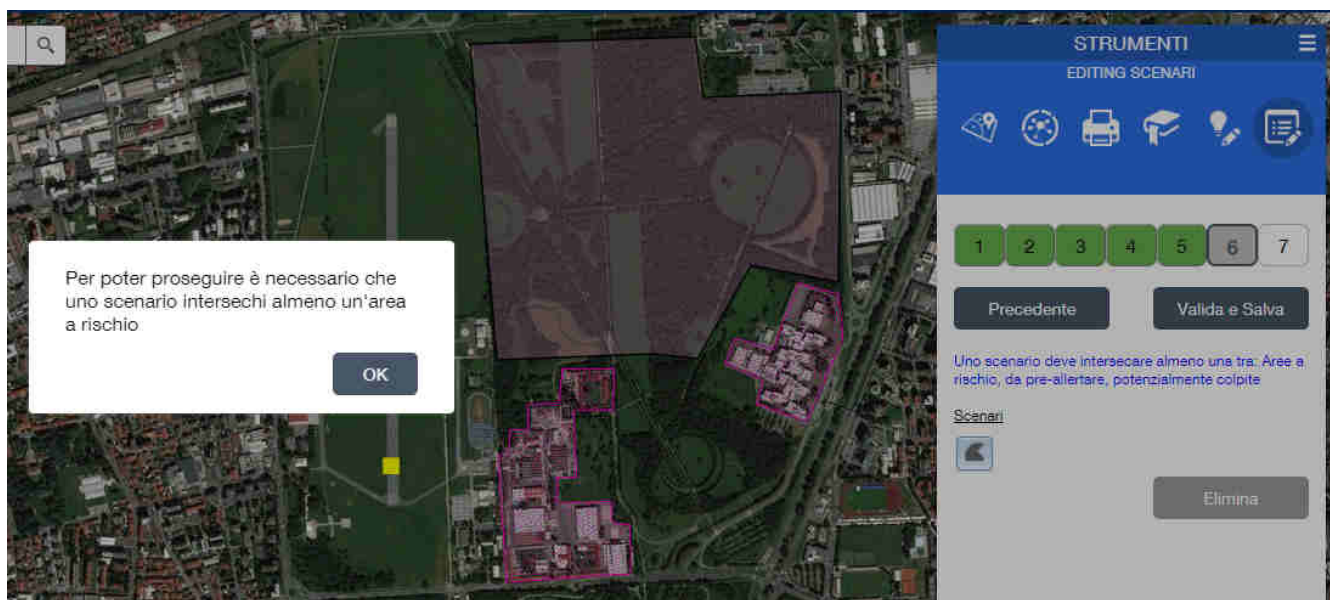 STRUMENTI
EDITING SCENARI
1 2 3 4 5 6 7
Precedente Valida e Salva
Uno scenario deve intersecare almeno una tra: Aree a
rischio, da pre-allertare, potenzialmente colpite
Scenari
Elimina
Per poter proseguire è necessario che
uno scenario intersechi almeno un'area
a rischio
OK